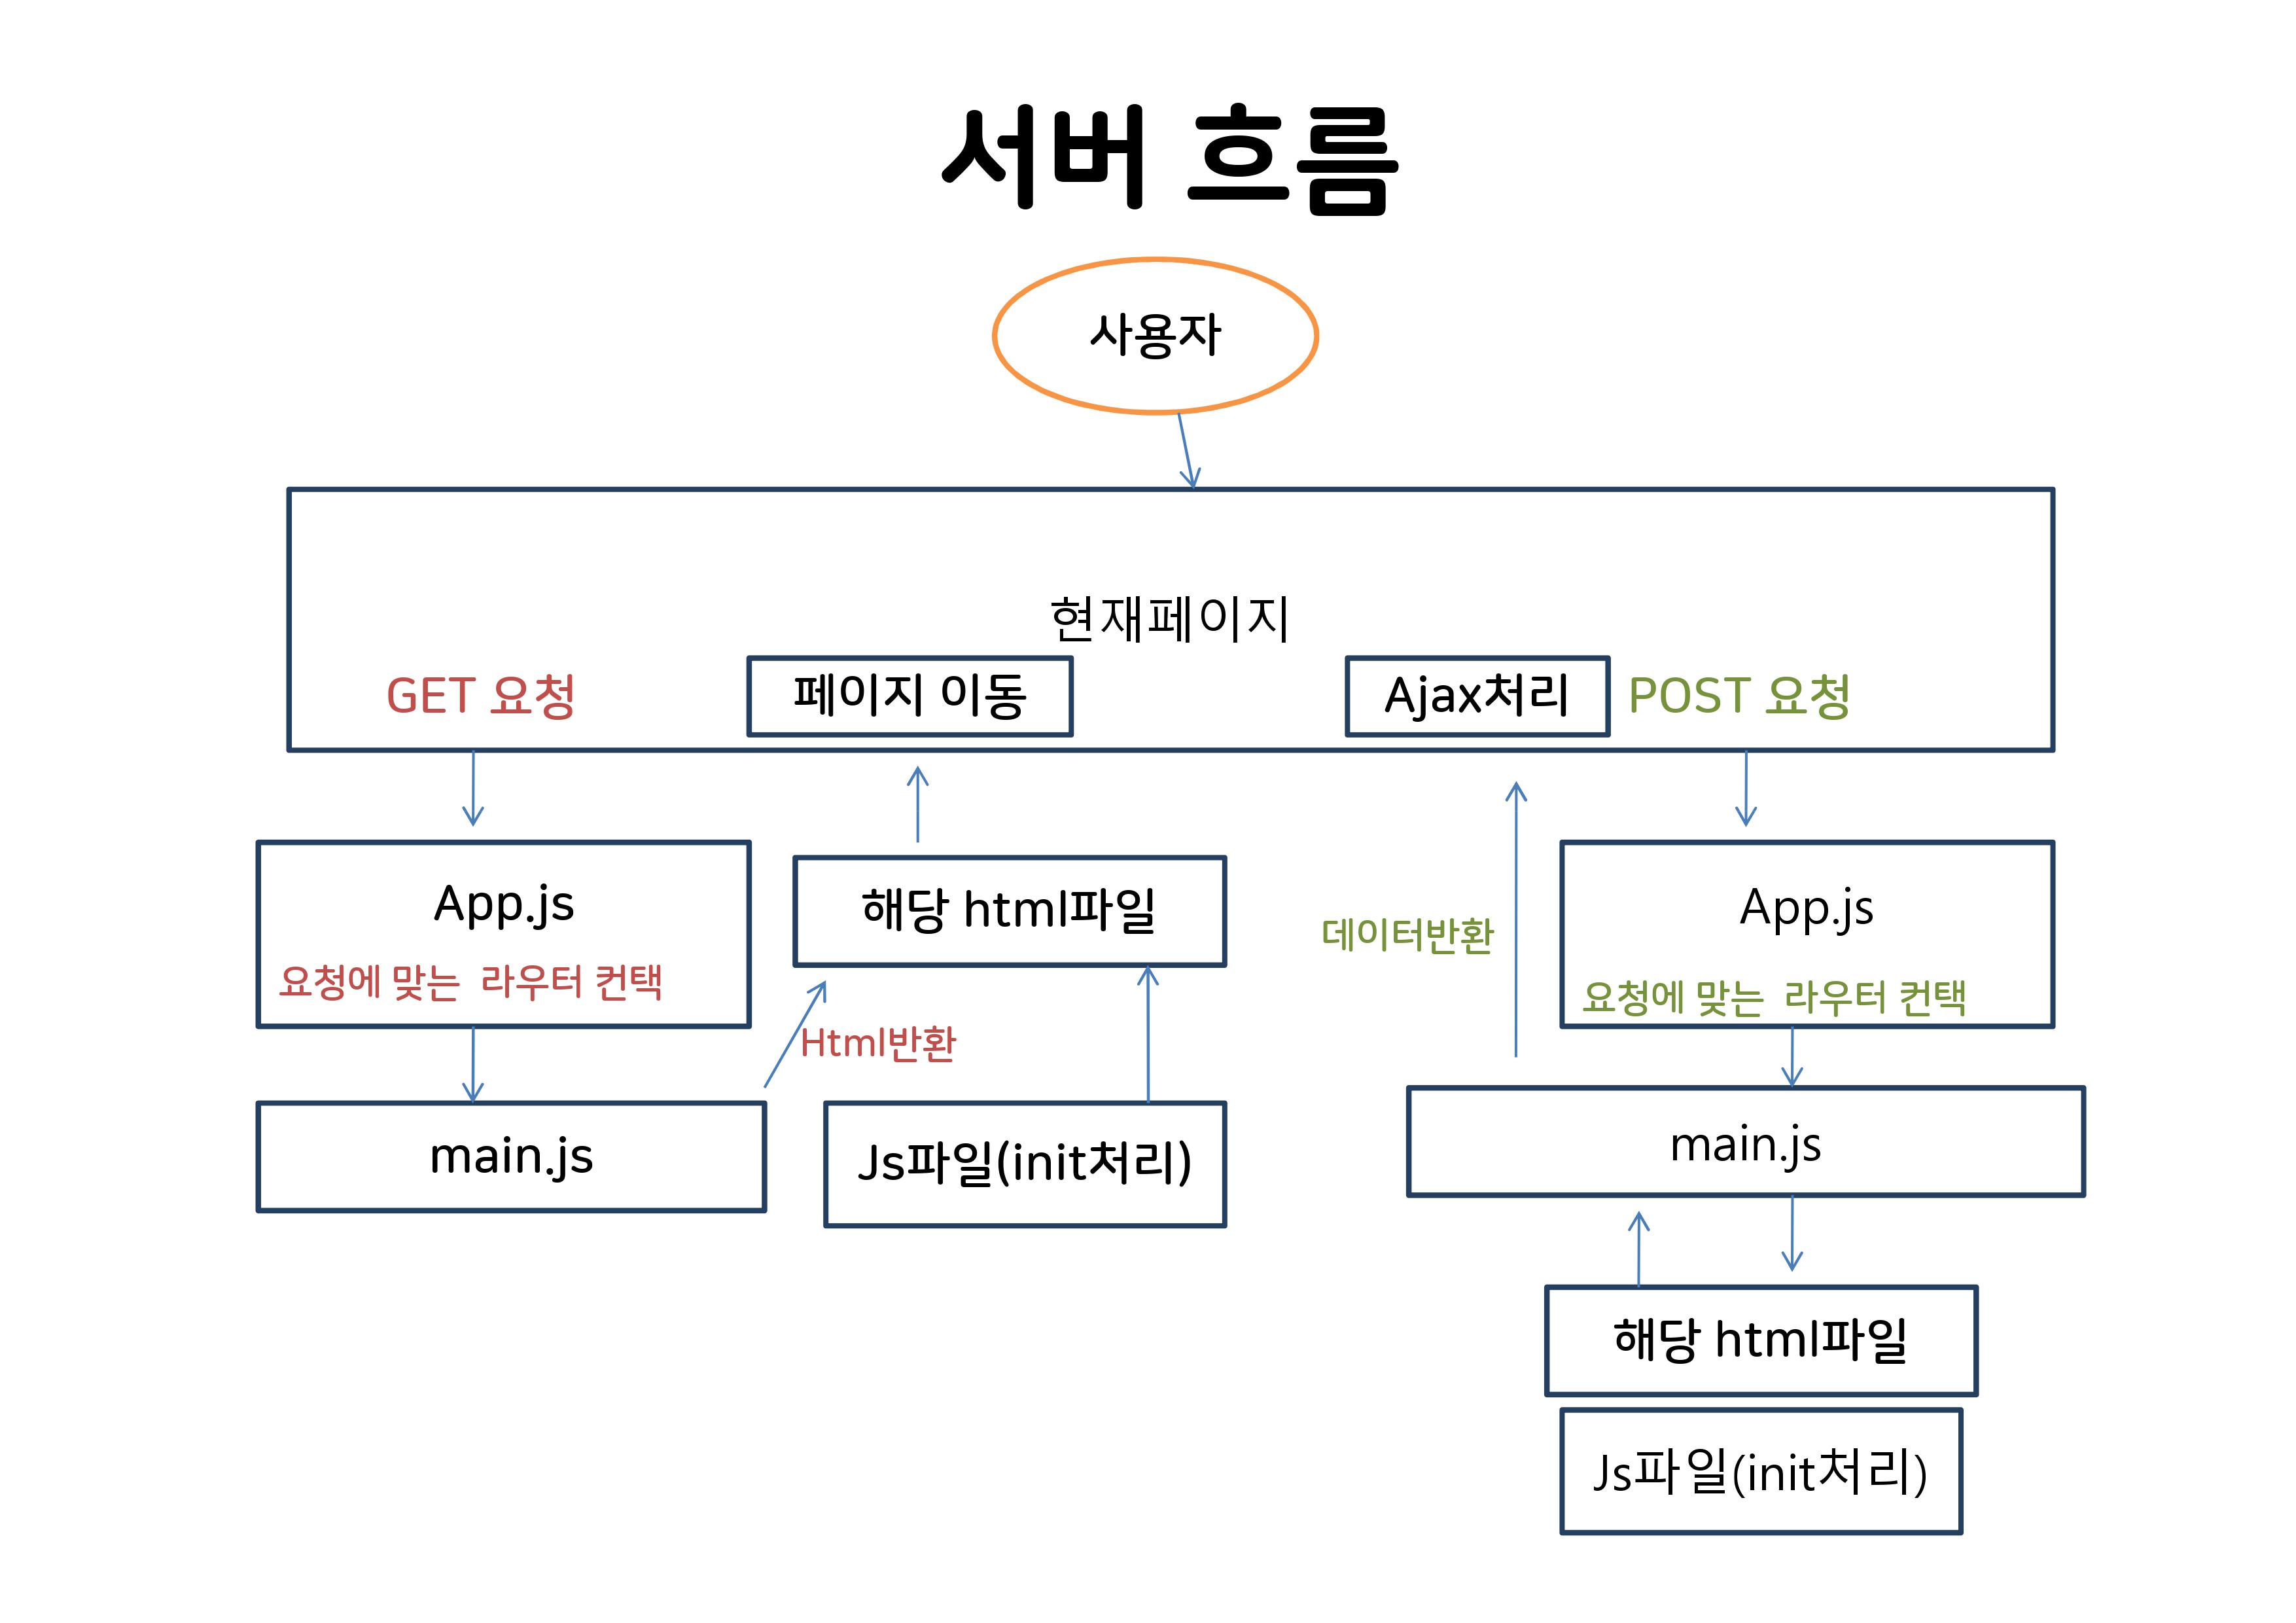 서버 흐름
사용자
현재페이지
GET 요청
페이지 이동
Ajax처리
POST 요청
App.js
요청에 맞는 라우터 컨택
해당 html파일
데이터반환
App.js
요청에 맞는 라우터 컨택
Html반환
main.js
Js파일(init처리)
main.js
해당 html파일
Js파일(init처리)